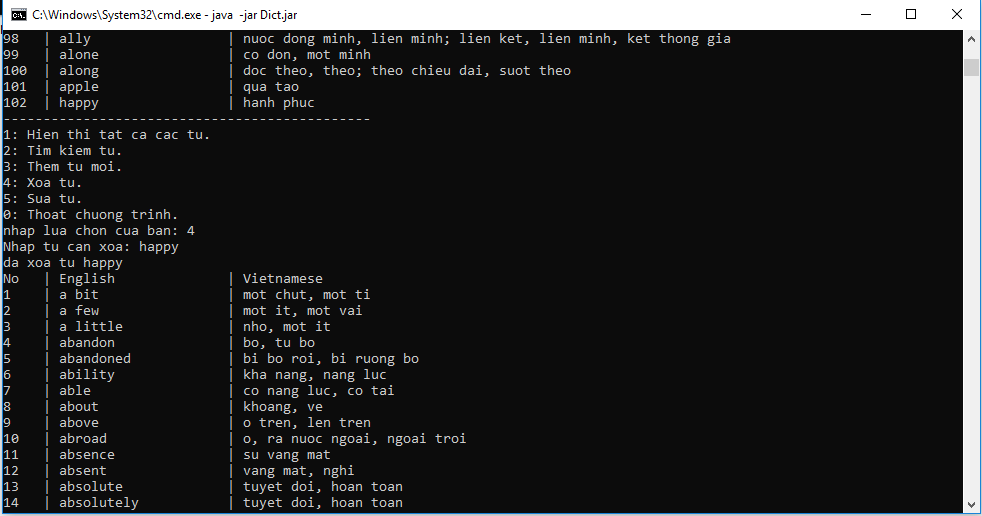 C:\Windows\System32\cmd.exe - java  -jar Dict.jar
98   | ally                 | nuoc dong minh, lien minh; lien ket, lien minh, ket thong gia
99   | alone                | co don, mot minh
100  | along                | doc theo, theo; theo chieu dai, suot theo
101  | apple                | qua tao
102  | happy                | hanh phuc
----------------------------------------------
1: Hien thi tat ca cac tu.
2: Tim kiem tu.
3: Them tu moi.
4: Xoa tu.
5: Sua tu.
0: Thoat chuong trinh.
nhap lua chon cua ban: 4
Nhap tu can xoa: happy
da xoa tu happy
No   | English              | Vietnamese
1    | a bit                | mot chut, mot ti
2    | a few                | mot it, mot vai
3    | a little             | nho, mot it
4    | abandon              | bo, tu bo
5    | abandoned            | bi bo roi, bi ruong bo
6    | ability              | kha nang, nang luc
7    | able                 | co nang luc, co tai
8    | about                | khoang, ve
9    | above                | o tren, len tren
10   | abroad               | o, ra nuoc ngoai, ngoai troi
11   | absence              | su vang mat
12   | absent               | vang mat, nghi
13   | absolute             | tuyet doi, hoan toan
14   | absolutely           | tuyet doi, hoan toan